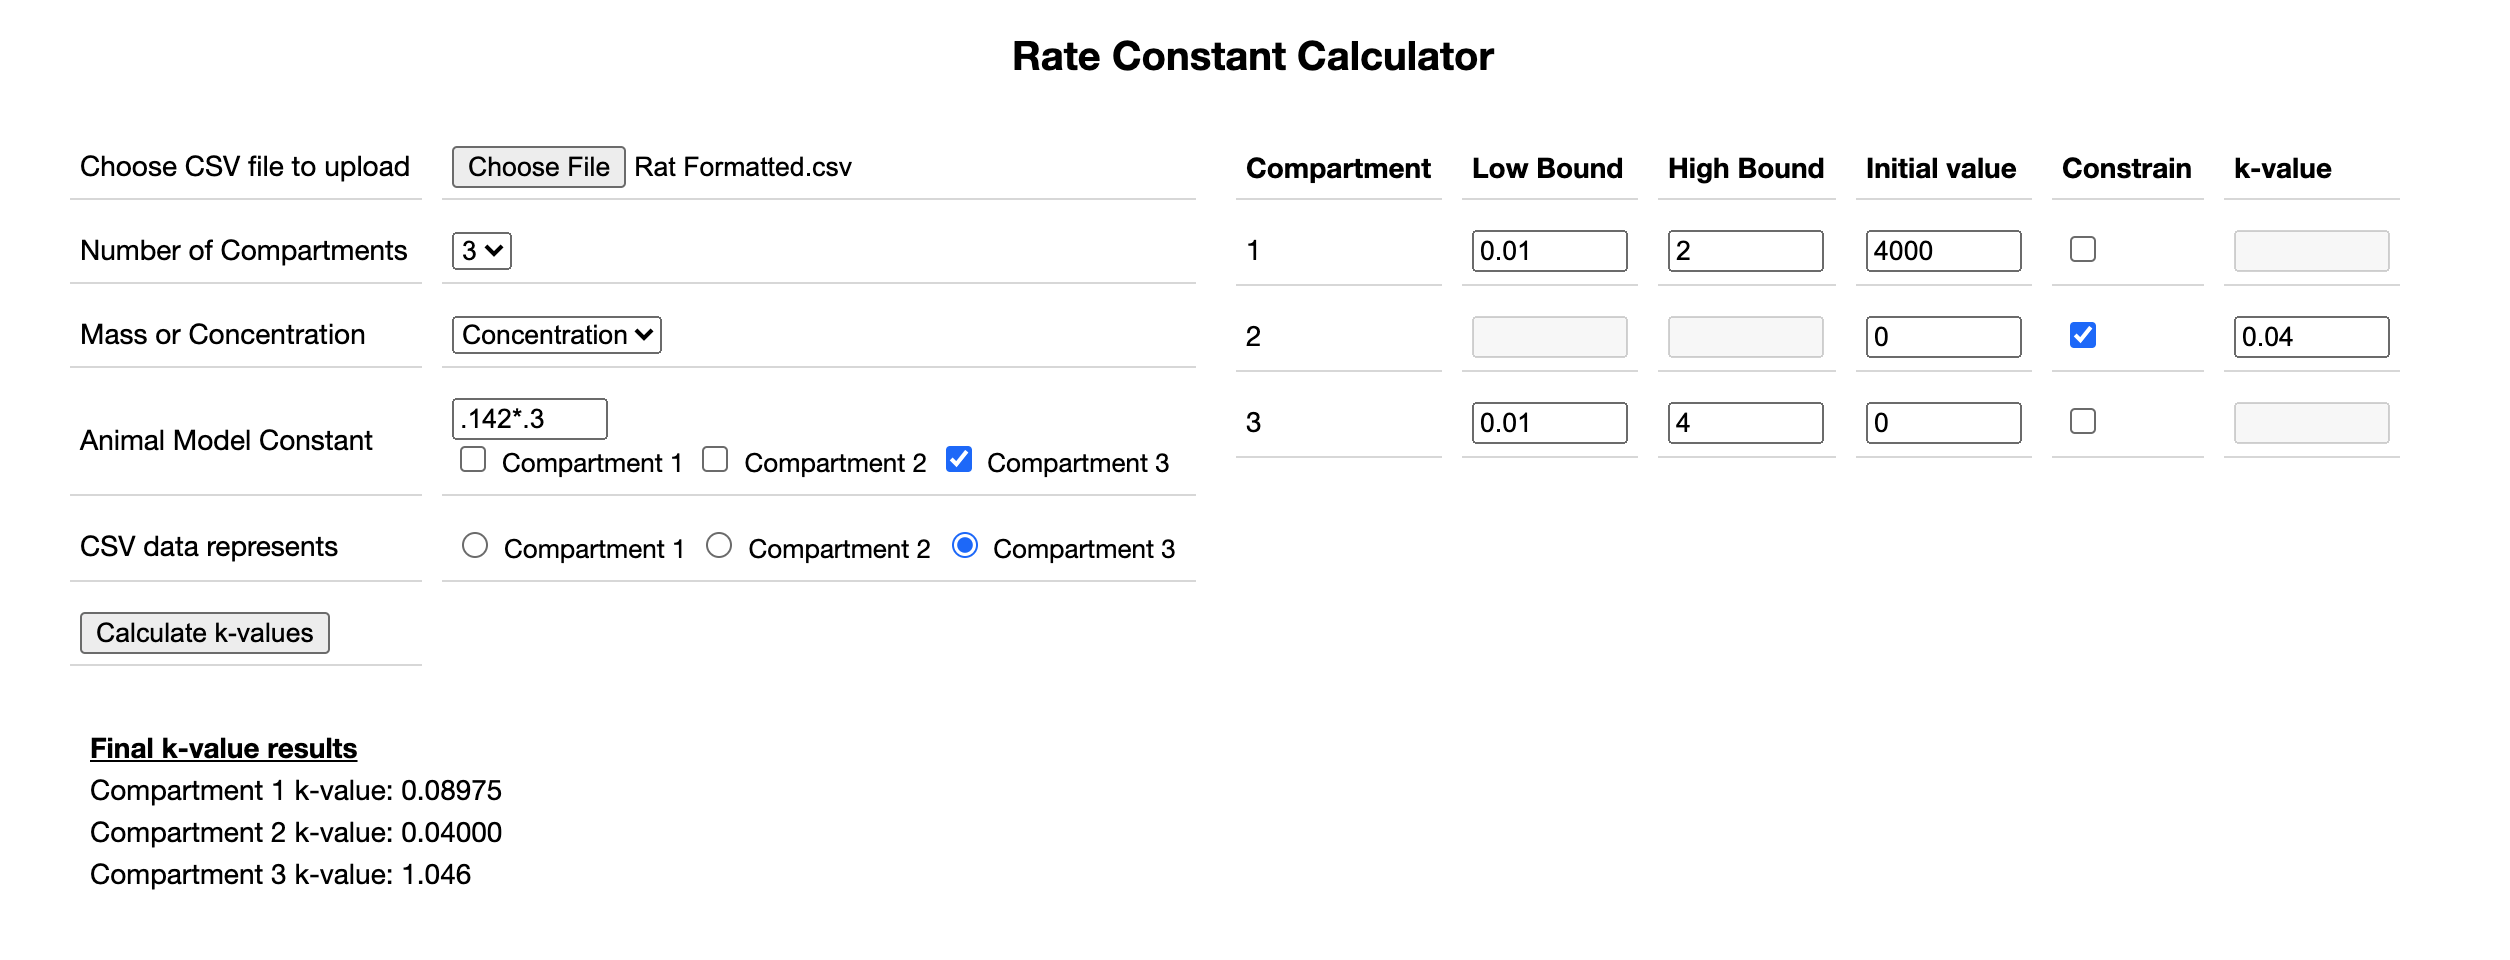 Rate Constant Calculator
Choose CSV file to upload Choose File Rat Formatted.csv
Number of Compartments 3
Mass or Concentration Concentration
Animal Model Constant .142*.3
Compartment 1 Compartment 2 Compartment 3
CSV data represents Compartment 1 Compartment 2 Compartment 3
Calculate k-values
Compartment Low Bound High Bound Initial value Constrain k-value
1 0.01 2 4000
2 0 0.04
3 0.01 4 0
Final k-value results
Compartment 1 k-value: 0.08975
Compartment 2 k-value: 0.04000
Compartment 3 k-value: 1.046